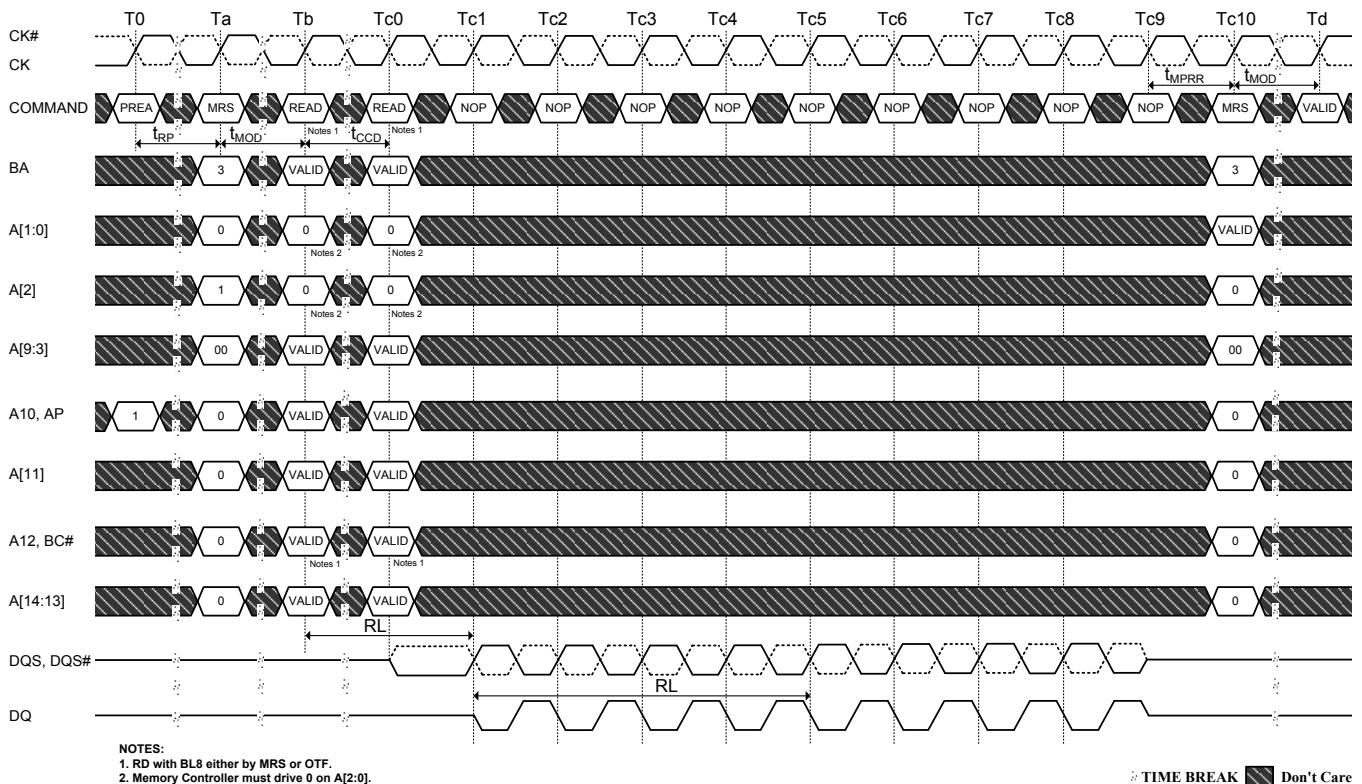 T0 Ta Tb Tc0 Tc1 Tc2 Tc3 Tc4 Tc5 Tc6 Tc7 Tc8 Tc9 Tc10 Td
CK#
CK
tMPRR tMOD
COMMAND PREA MRS READ READ NOP NOP NOP NOP NOP NOP NOP NOP NOP MRS VALID
Notes 1 Notes 1
tRP tMOD tCCD
BA 3 VALID VALID 3
A[1:0] 0 0 0 VALID
Notes 2 Notes 2
A[2] 1 0 0 0
Notes 2 Notes 2
A[9:3] 00 VALID VALID 00
A10, AP 1 0 VALID VALID 0
A[11] 0 VALID VALID 0
A12, BC# 0 VALID VALID 0
Notes 1 Notes 1
A[14:13] 0 VALID VALID 0
RL
DQS, DQS#
RL
DQ
NOTES:
1. RD with BL8 either by MRS or OTF.
2. Memory Controller must drive 0 on A[2:0].
TIME BREAK Don't Care